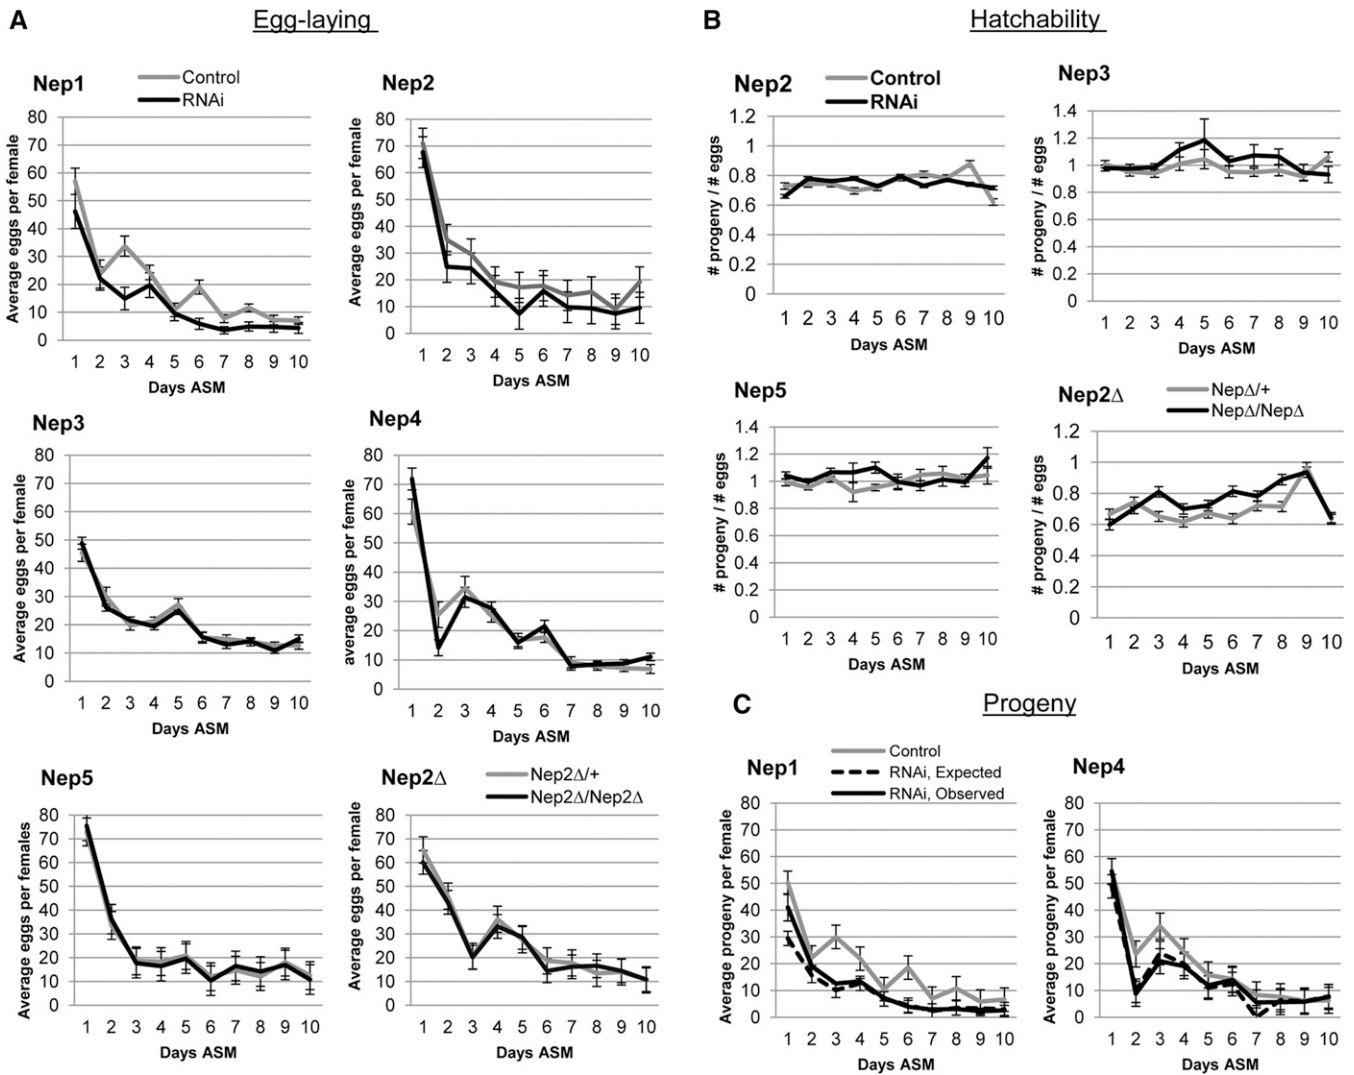 A
Egg-laying
Nep1
Control
RNAi
Average eggs per female
80
70
60
50
40
30
20
10
0
1 2 3 4 5 6 7 8 9 10
Days ASM
Nep2
Average eggs per female
80
70
60
50
40
30
20
10
0
1 2 3 4 5 6 7 8 9 10
Days ASM
Nep3
Average eggs per female
80
70
60
50
40
30
20
10
0
1 2 3 4 5 6 7 8 9 10
Days ASM
Nep4
average eggs per female
80
70
60
50
40
30
20
10
0
1 2 3 4 5 6 7 8 9 10
Days ASM
Nep5
Average eggs per females
80
70
60
50
40
30
20
10
0
1 2 3 4 5 6 7 8 9 10
Days ASM
Nep2Δ
Nep2Δ/+
Nep2Δ/Nep2Δ
Average eggs per female
80
70
60
50
40
30
20
10
0
1 2 3 4 5 6 7 8 9 10
Days ASM
B
Hatchability
Nep2
Control
RNAi
# progeny / # eggs
1.2
1
0.8
0.6
0.4
0.2
0
1 2 3 4 5 6 7 8 9 10
Days ASM
Nep3
# progeny / # eggs
1.4
1.2
1
0.8
0.6
0.4
0.2
0
1 2 3 4 5 6 7 8 9 10
Days ASM
Nep5
# progeny / # eggs
1.4
1.2
1
0.8
0.6
0.4
0.2
0
1 2 3 4 5 6 7 8 9 10
Days ASM
Nep2Δ
NepΔ/+
NepΔ/NepΔ
# progeny / # eggs
1.2
1
0.8
0.6
0.4
0.2
0
1 2 3 4 5 6 7 8 9 10
Days ASM
C
Progeny
Nep1
Control
RNAi, Expected
RNAi, Observed
Average progeny per female
80
70
60
50
40
30
20
10
0
1 2 3 4 5 6 7 8 9 10
Days ASM
Nep4
Average progeny per female
80
70
60
50
40
30
20
10
0
1 2 3 4 5 6 7 8 9 10
Days ASM